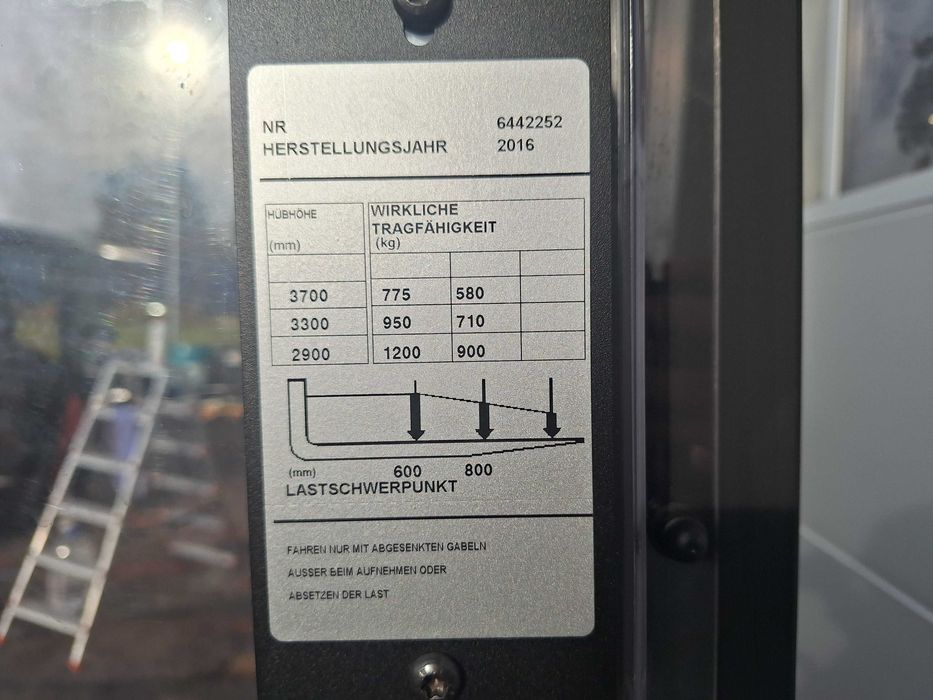 NR 6442252
HERSTELLUNGSJAHR 2016
HUBHÖHE
(mm)
WIRKLICHE
TRAGFÄHIGKEIT
(kg)
3700 775 580
3300 950 710
2900 1200 900
(mm) 600 800
LASTSCHWERPUNKT
FAHREN NUR MIT ABGESENKTEN GABELN
AUSSER BEIM AUFNEHMEN ODER
ABSETZEN DER LAST